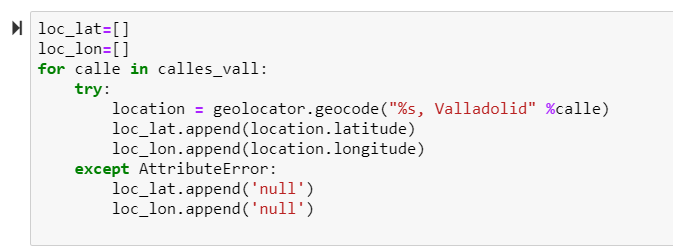 loc_lat=[]
loc_lon=[]
for calle in calles_vall:
    try:
        location = geolocator.geocode("%s, Valladolid" %calle)
        loc_lat.append(location.latitude)
        loc_lon.append(location.longitude)
    except AttributeError:
        loc_lat.append('null')
        loc_lon.append('null')